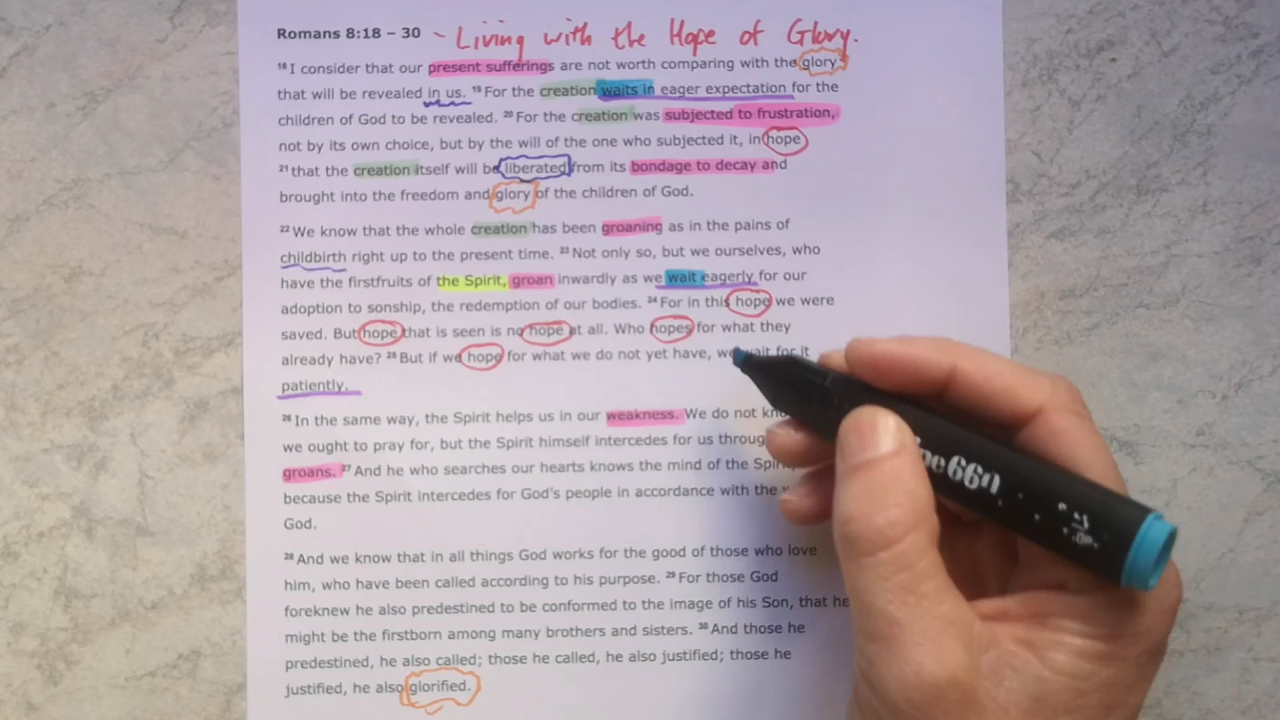 Romans 8:18 – 30 ~ Living with the Hope of Glory.
18 I consider that our present sufferings are not worth comparing with the glory
that will be revealed in us. 19 For the creation waits in eager expectation for the
children of God to be revealed. 20 For the creation was subjected to frustration,
not by its own choice, but by the will of the one who subjected it, in hope
21 that the creation itself will be liberated from its bondage to decay and
brought into the freedom and glory of the children of God.
22 We know that the whole creation has been groaning as in the pains of
childbirth right up to the present time. 23 Not only so, but we ourselves, who
have the firstfruits of the Spirit, groan inwardly as we wait eagerly for our
adoption to sonship, the redemption of our bodies. 24 For in this hope we were
saved. But hope that is seen is no hope at all. Who hopes for what they
already have? 25 But if we hope for what we do not yet have, we wait for it
patiently.
26 In the same way, the Spirit helps us in our weakness. We do not
we ought to pray for, but the Spirit himself intercedes for us
groans. 27 And he who searches our hearts knows the mind of the
because the Spirit intercedes for God's people in accordance with the
God.
28 And we know that in all things God works for the good of those who love
him, who have been called according to his purpose. 29 For those God
foreknew he also predestined to be conformed to the image of his Son, that he
might be the firstborn among many brothers and sisters. 30 And those he
predestined, he also called; those he called, he also justified; those he
justified, he also glorified.
660